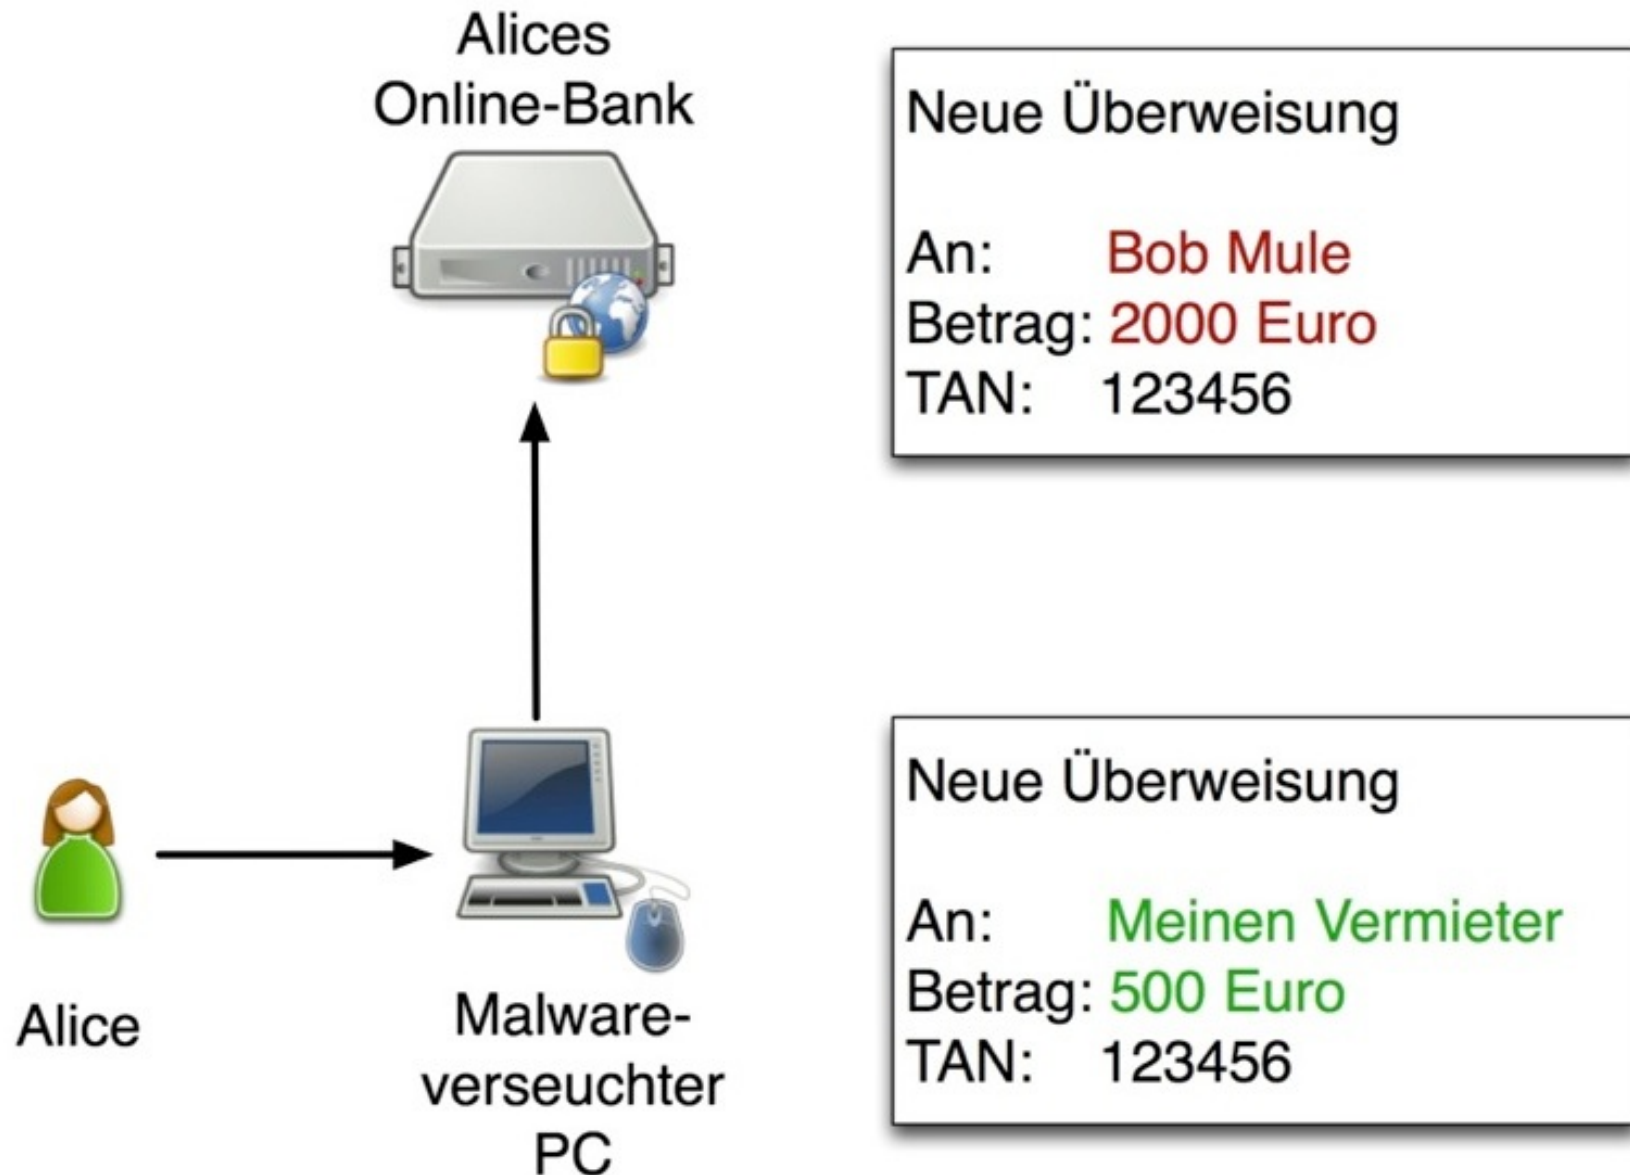 Alices
Online-Bank
Neue Überweisung
An: Bob Mule
Betrag: 2000 Euro
TAN: 123456
Alice
Malware-
verseuchter
PC
Neue Überweisung
An: Meinen Vermieter
Betrag: 500 Euro
TAN: 123456